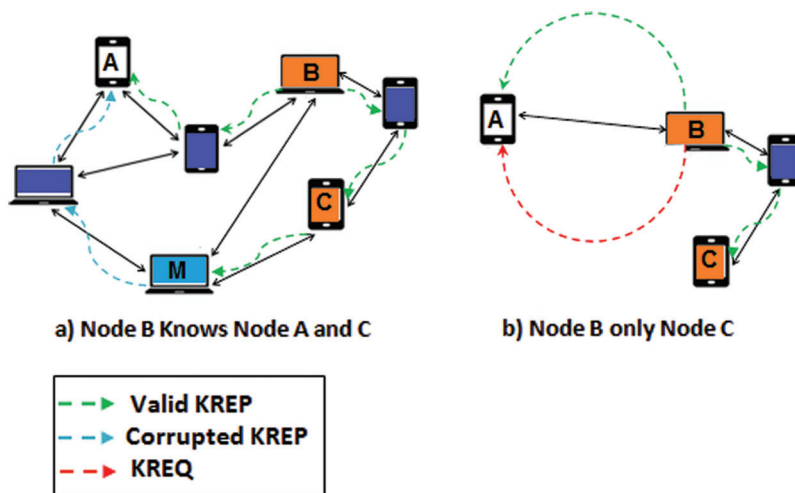 A
B
C
M
A
B
C
a) Node B Knows Node A and C
b) Node B only Node C
Valid KREP
Corrupted KREP
KREQ